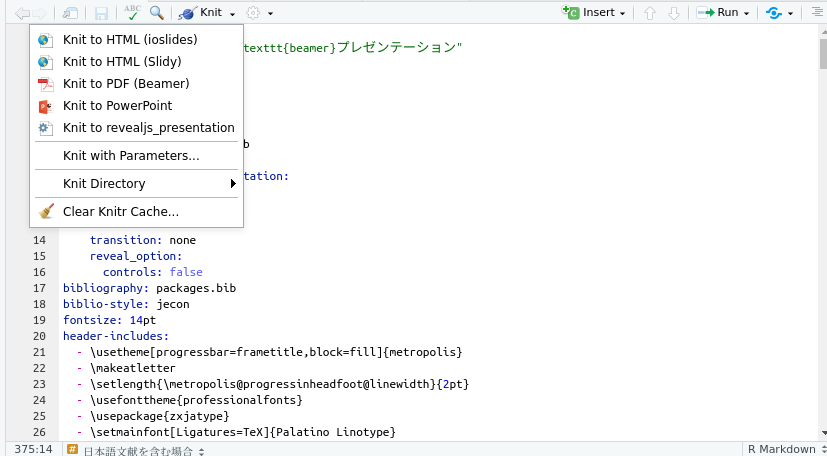 ABC Knit Insert Run
Knit to HTML (ioslides)
texttt{beamer}プレゼンテーション"
Knit to HTML (Slidy)
Knit to PDF (Beamer)
Knit to PowerPoint
Knit to revealjs_presentation
b
Knit with Parameters...
tation:
Knit Directory
Clear Knitr Cache...
14 transition: none
15 reveal_option:
16 controls: false
17 bibliography: packages.bib
18 biblio-style: jecon
19 fontsize: 14pt
20 header-includes:
21 - \usetheme[progressbar=frametitle,block=fill]{metropolis}
22 - \makeatletter
23 - \setlength{\metropolis@progressinheadfoot@linewidth}{2pt}
24 - \usefonttheme{professionalfonts}
25 - \usepackage{zxjatype}
26 - \setmainfont[Ligatures=TeX]{Palatino Linotype}
375:14 # 日本語文献を含む場合 R Markdown